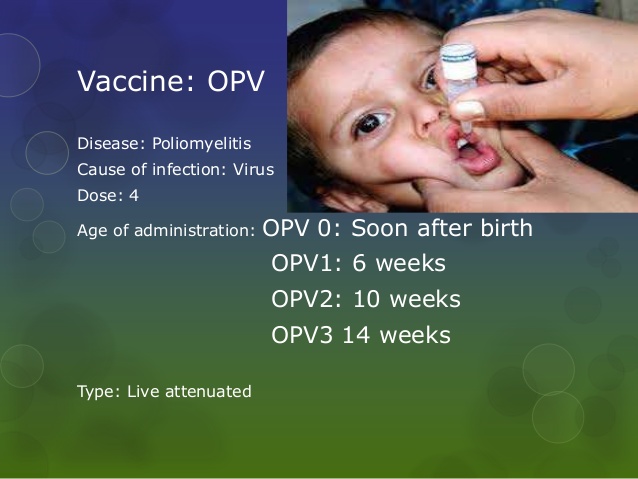 Vaccine: OPV
Disease: Poliomyelitis
Cause of infection: Virus
Dose: 4
Age of administration: OPV 0: Soon after birth
OPV1: 6 weeks
OPV2: 10 weeks
OPV3 14 weeks
Type: Live attenuated